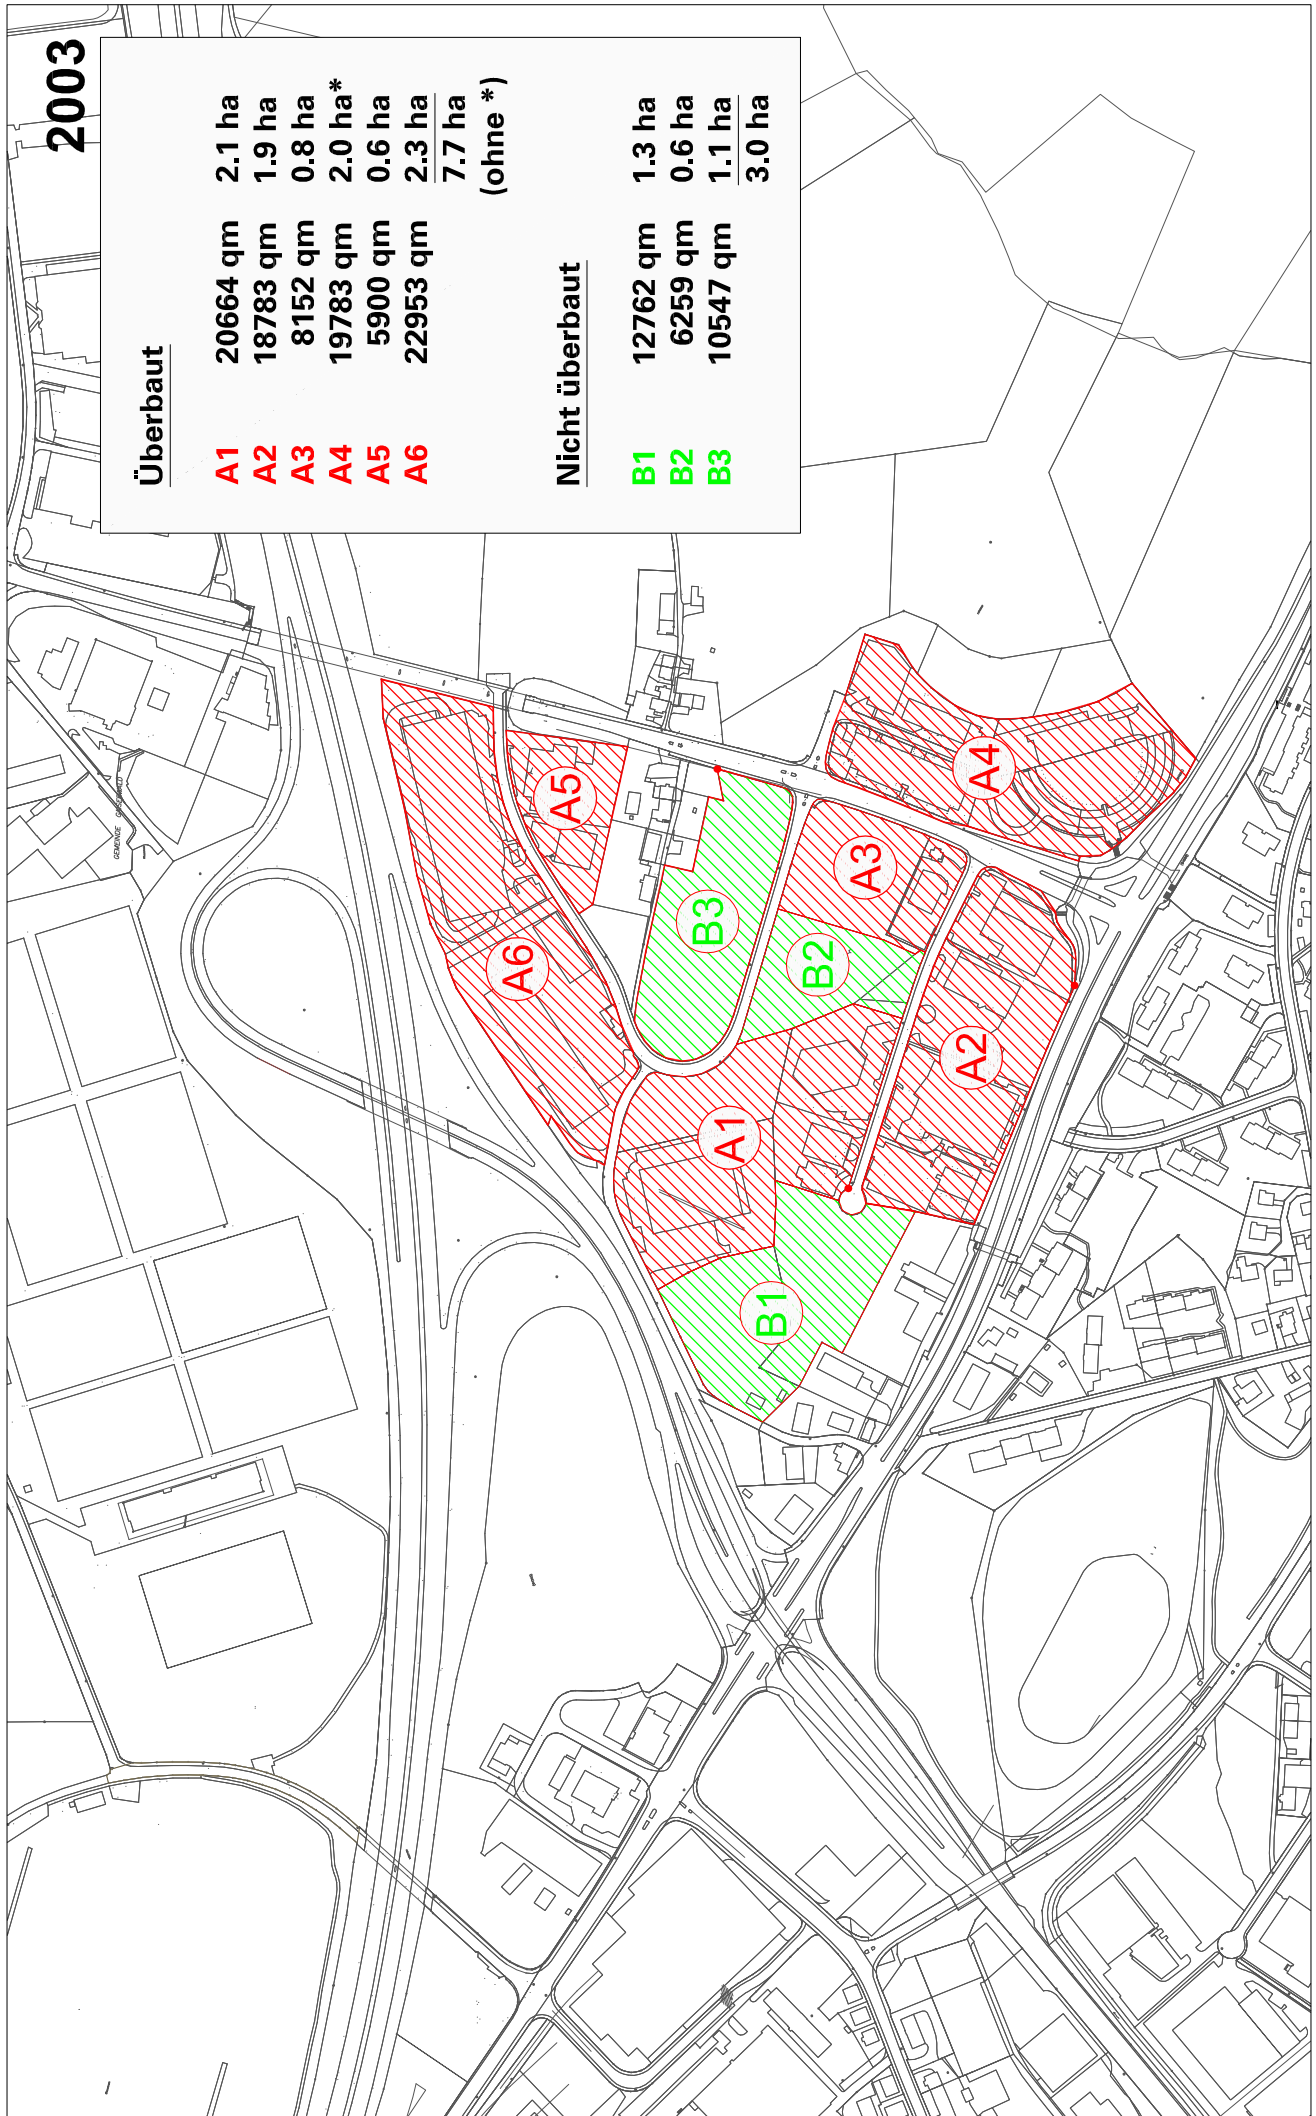 2003
Überbaut
A1 20664 qm 2.1 ha
A2 18783 qm 1.9 ha
A3 8152 qm 0.8 ha
A4 19783 qm 2.0 ha*
A5 5900 qm 0.6 ha
A6 22953 qm 2.3 ha
7.7 ha
(ohne *)
Nicht überbaut
B1 12762 qm 1.3 ha
B2 6259 qm 0.6 ha
B3 10547 qm 1.1 ha
3.0 ha
GEMEINDE
A6
A5
B3
A4
A3
B2
A1
A2
B1